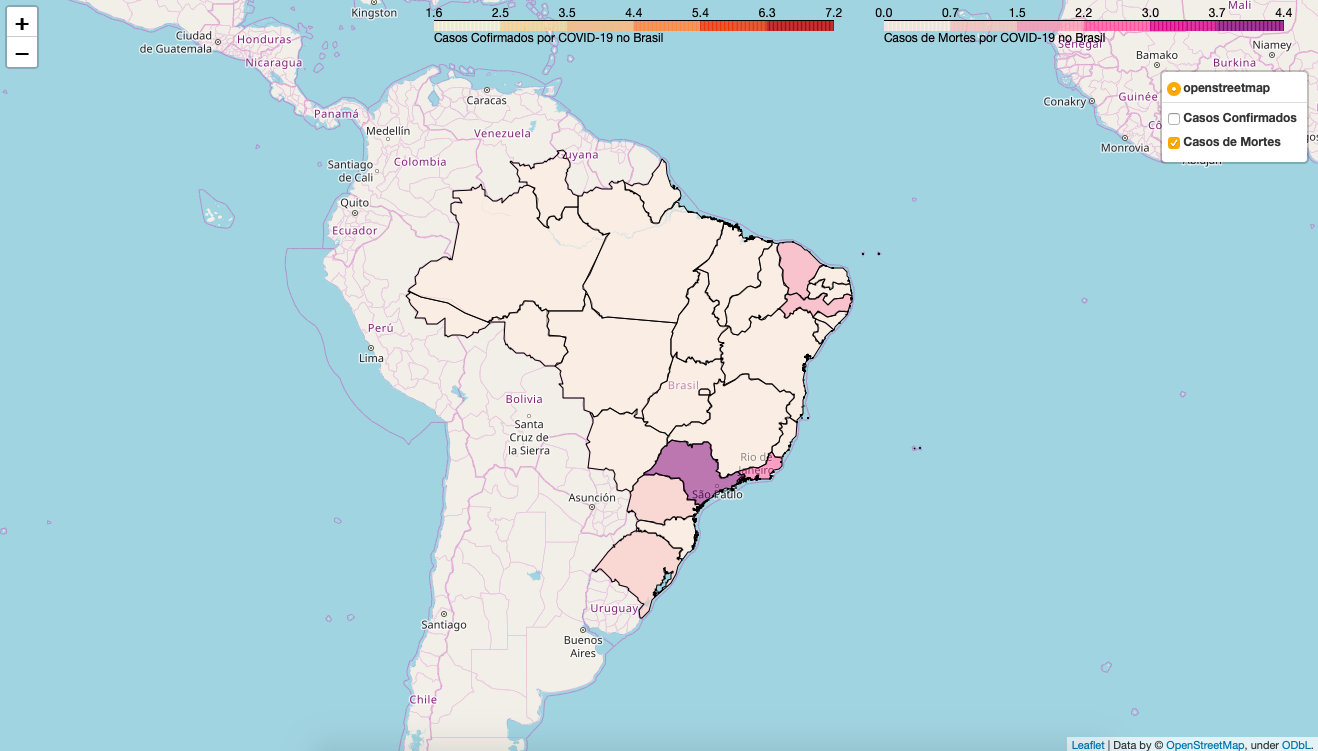 +
−
1.6 2.5 3.5 4.4 5.4 6.3 7.2
Casos Cofirmados por COVID-19 no Brasil
0.0 0.7 1.5 2.2 3.0 3.7 4.4
Casos de Mortes por COVID-19 no Brasil
openstreetmap
Casos Confirmados
Casos de Mortes
Kingston
Ciudad
de Guatemala
Honduras
Nicaragua
Panamá
Caracas
Medellín
Venezuela
Colombia
Santiago
de Cali
Quito
Ecuador
Perú
Lima
Brasil
Bolivia
Santa
Cruz de
la Sierra
Rio de
Janeiro
São Paulo
Asunción
Uruguay
Santiago
Buenos
Aires
Chile
Mali
Sénégal
Bamako
Niamey
Burkina
Guinée
Conakry
Monrovia
Leaflet | Data by © OpenStreetMap, under ODbL.